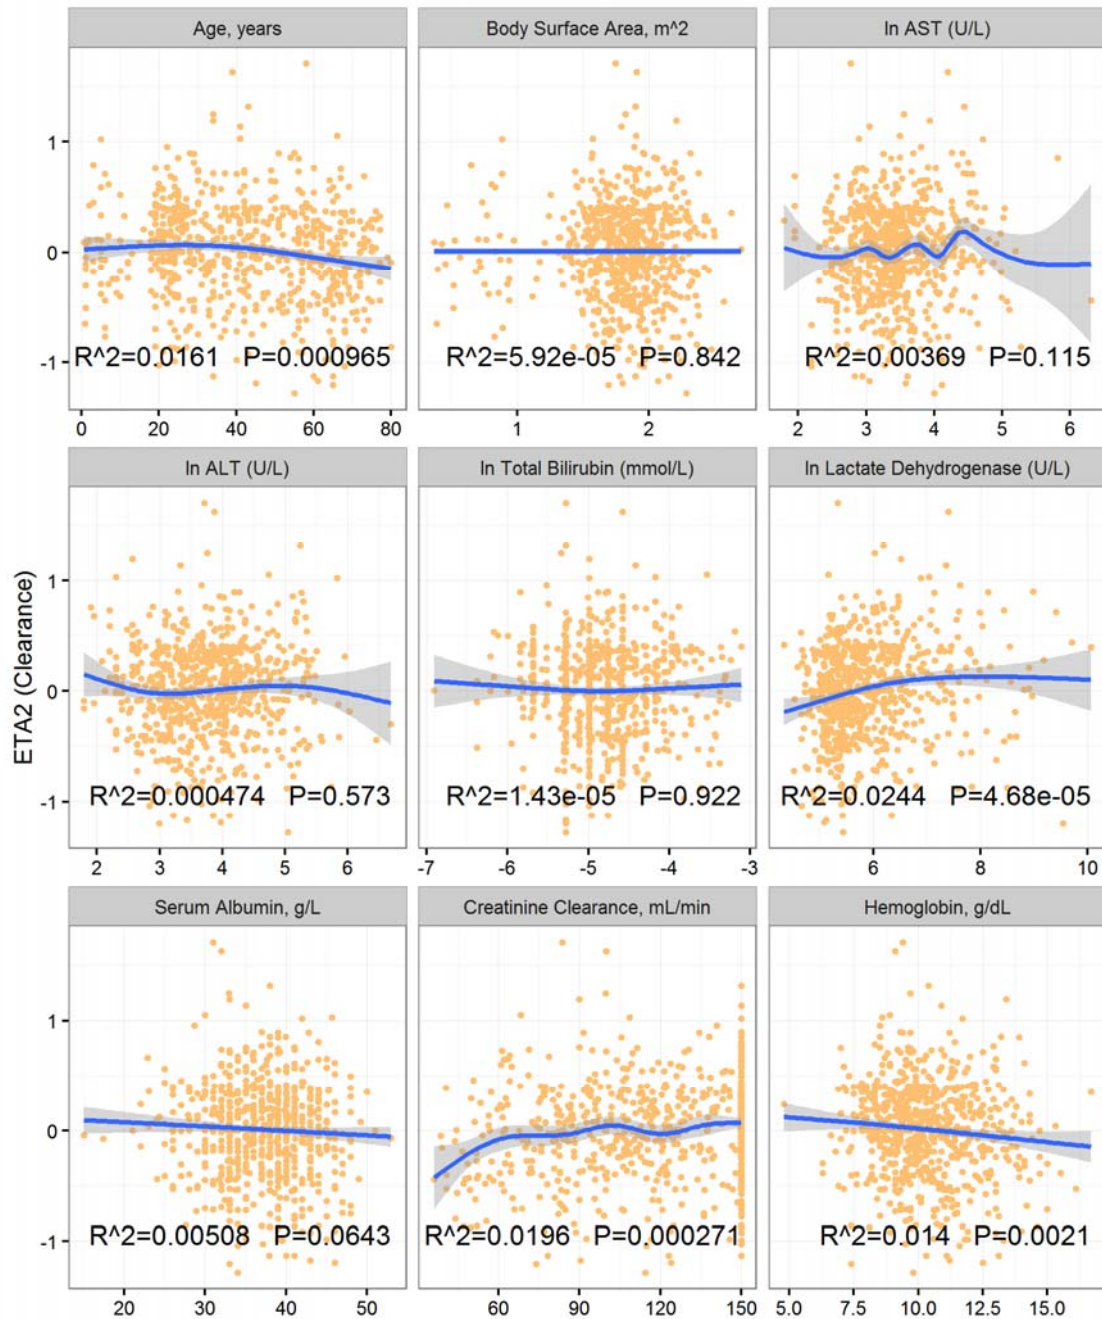 Age, years
Body Surface Area, m^2
ln AST (U/L)
1
0
-1
R^2=0.0161 P=0.000965
R^2=5.92e-05 P=0.842
R^2=0.00369 P=0.115
0 20 40 60 80
1 2
2 3 4 5 6
ln ALT (U/L)
ln Total Bilirubin (mmol/L)
ln Lactate Dehydrogenase (U/L)
ETA2 (Clearance)
1
0
-1
R^2=0.000474 P=0.573
R^2=1.43e-05 P=0.922
R^2=0.0244 P=4.68e-05
2 3 4 5 6
-7 -6 -5 -4 -3
6 8 10
Serum Albumin, g/L
Creatinine Clearance, mL/min
Hemoglobin, g/dL
1
0
-1
R^2=0.00508 P=0.0643
R^2=0.0196 P=0.000271
R^2=0.014 P=0.0021
20 30 40 50
60 90 120 150
5.0 7.5 10.0 12.5 15.0